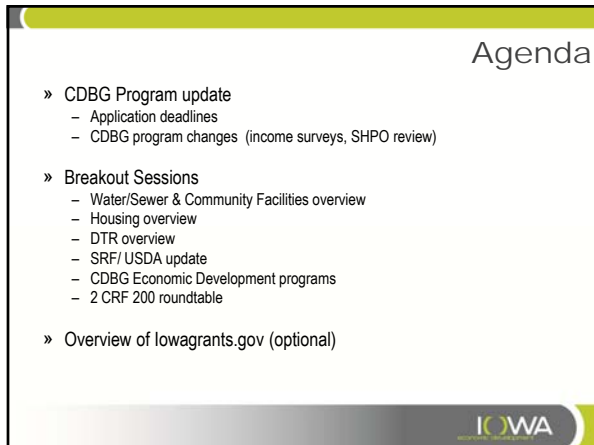 Agenda
» CDBG Program update
– Application deadlines
– CDBG program changes (income surveys, SHPO review)
» Breakout Sessions
– Water/Sewer & Community Facilities overview
– Housing overview
– DTR overview
– SRF/ USDA update
– CDBG Economic Development programs
– 2 CRF 200 roundtable
» Overview of Iowagrants.gov (optional)
IOWA
economic development